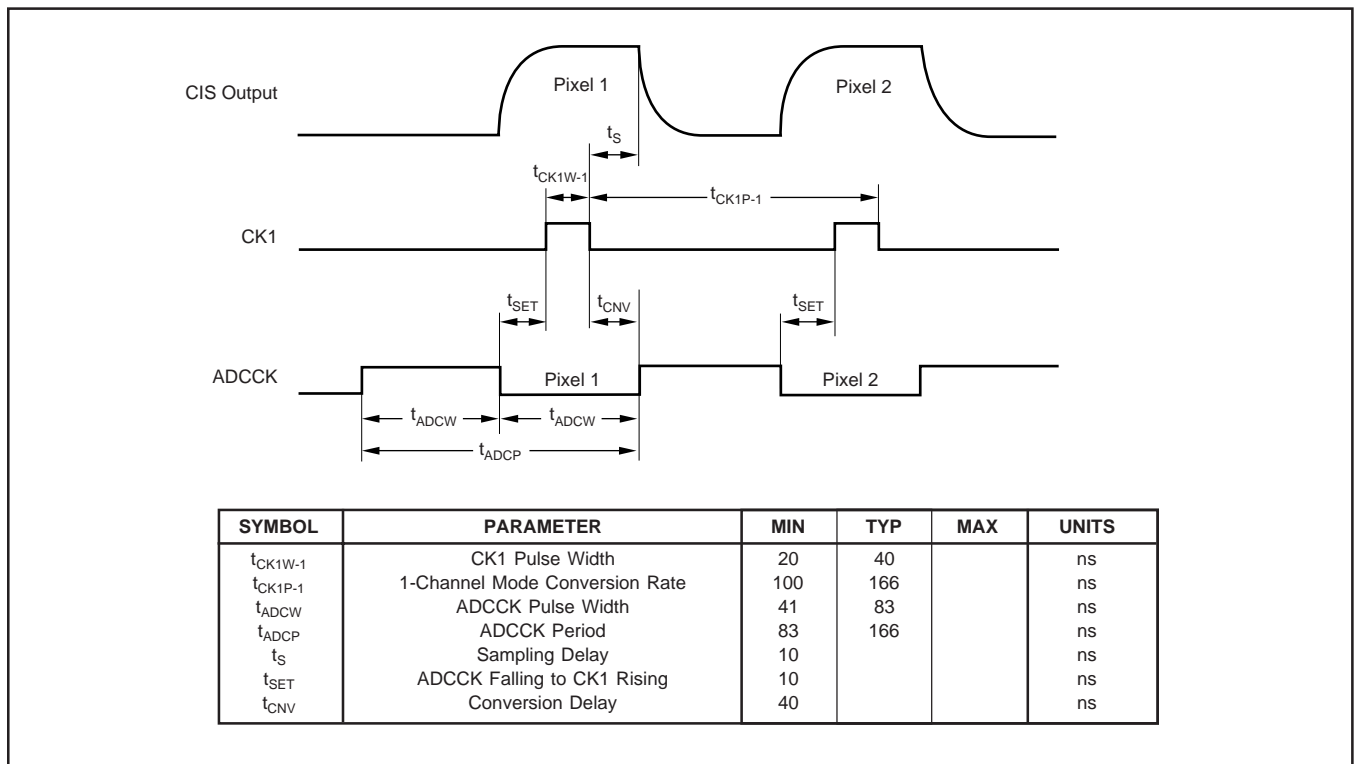 CIS Output
Pixel 1
Pixel 2
tS
tCK1W-1
tCK1P-1
CK1
tSET
tCNV
tSET
ADCCK
Pixel 1
Pixel 2
tADCW
tADCW
tADCP
SYMBOL PARAMETER MIN TYP MAX UNITS
tCK1W-1 CK1 Pulse Width 20 40 ns
tCK1P-1 1-Channel Mode Conversion Rate 100 166 ns
tADCW ADCCK Pulse Width 41 83 ns
tADCP ADCCK Period 83 166 ns
tS Sampling Delay 10 ns
tSET ADCCK Falling to CK1 Rising 10 ns
tCNV Conversion Delay 40 ns